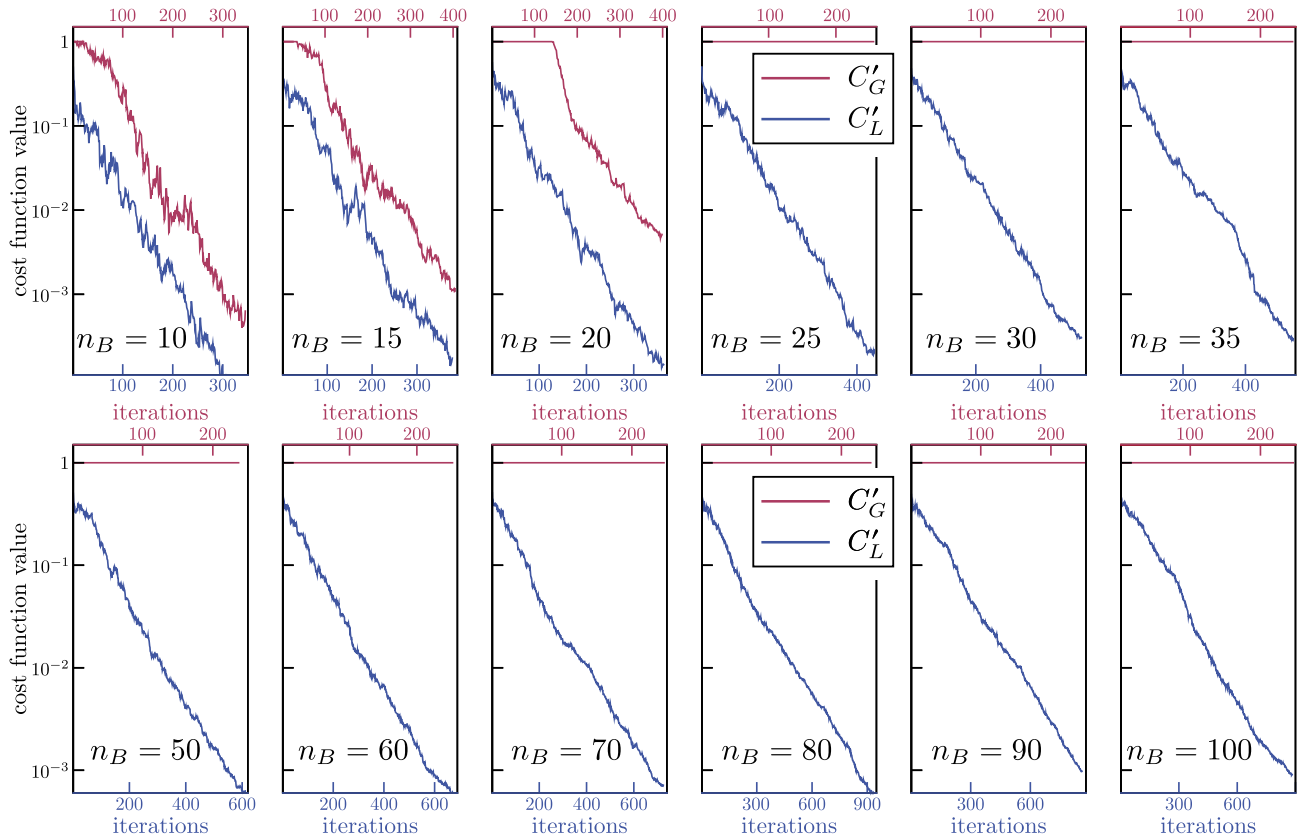 100 200 300
100 200 300 400
100 200 300 400
100 200
100 200
100 200
cost function value
1
10⁻¹
10⁻²
10⁻³
C′_G
C′_L
n_B = 10
n_B = 15
n_B = 20
n_B = 25
n_B = 30
n_B = 35
100 200 300
100 200 300
100 200 300
200 400
200 400
200 400
iterations
iterations
iterations
iterations
iterations
iterations
100 200
100 200
100 200
100 200
100 200
100 200
cost function value
1
10⁻¹
10⁻²
10⁻³
C′_G
C′_L
n_B = 50
n_B = 60
n_B = 70
n_B = 80
n_B = 90
n_B = 100
200 400 600
200 400 600
200 400 600
300 600 900
300 600
300 600
iterations
iterations
iterations
iterations
iterations
iterations